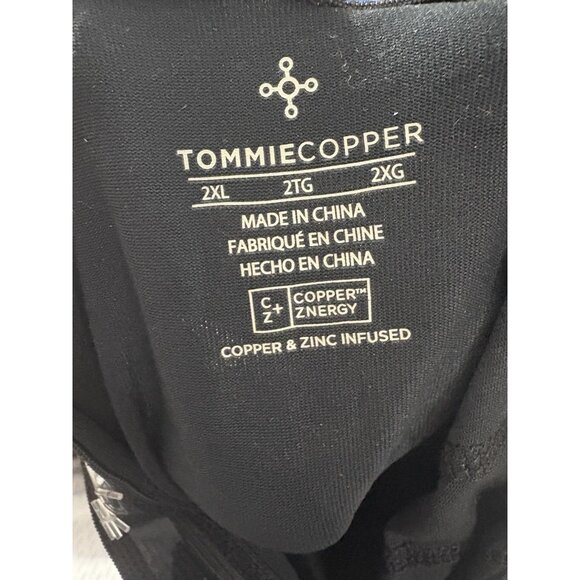 TOMMIECOPPER
2XL 2TG 2XG
MADE IN CHINA
FABRIQUÉ EN CHINE
HECHO EN CHINA
C
Z+ COPPER™
ZNERGY
COPPER & ZINC INFUSED